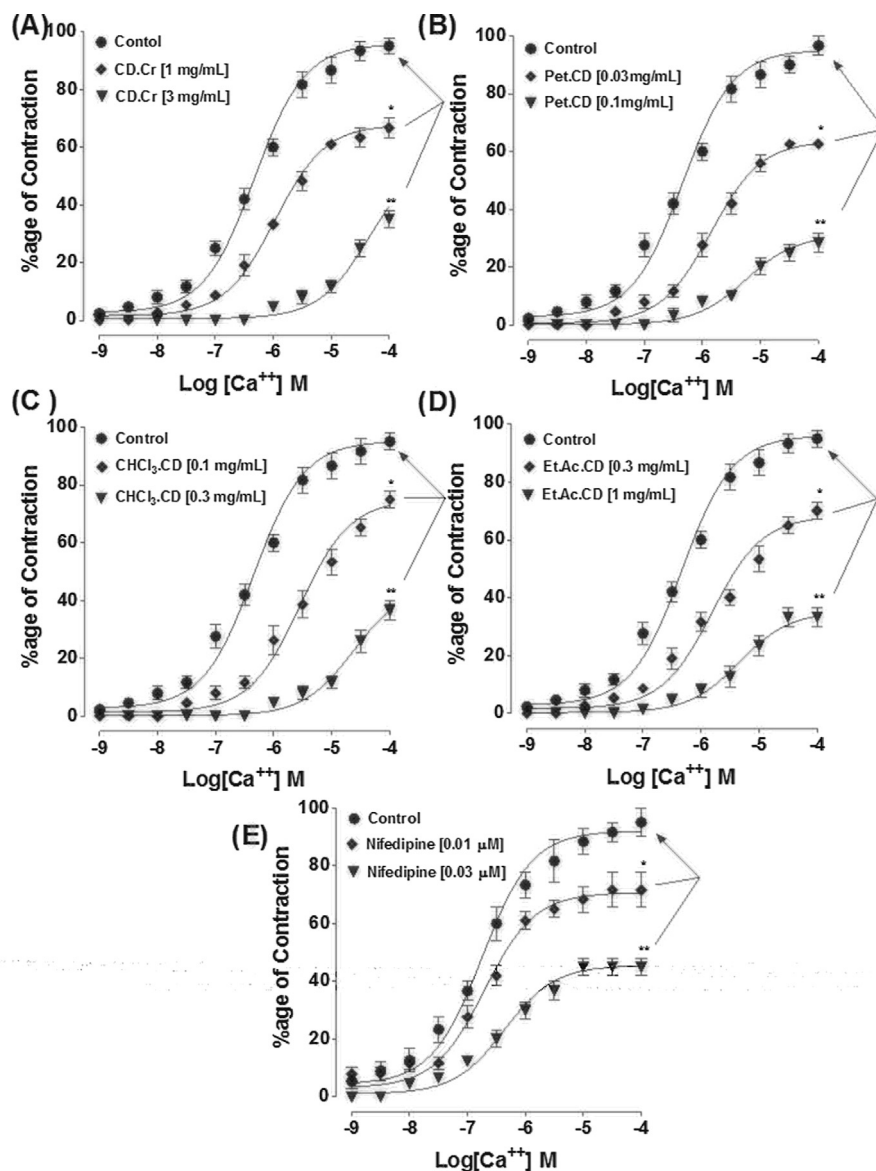 (A)
%age of Contraction
100
80
60
40
20
0
Contol
CD.Cr [1 mg/mL]
CD.Cr [3 mg/mL]
*
**
-9 -8 -7 -6 -5 -4
Log[Ca++] M
(B)
%age of Contraction
100
80
60
40
20
0
Control
Pet.CD [0.03mg/mL]
Pet.CD [0.1mg/mL]
*
**
-9 -8 -7 -6 -5 -4
Log [Ca++] M
(C )
%age of Contraction
100
80
60
40
20
0
Control
CHCl3.CD [0.1 mg/mL]
CHCl3.CD [0.3 mg/mL]
*
**
-9 -8 -7 -6 -5 -4
Log[Ca++] M
(D)
%age of Contraction
100
80
60
40
20
0
Control
Et.Ac.CD [0.3 mg/mL]
Et.Ac.CD [1 mg/mL]
*
**
-9 -8 -7 -6 -5 -4
Log [Ca++] M
(E)
%age of Contraction
100
80
60
40
20
0
Control
Nifedipine [0.01 µM]
Nifedipine [0.03 µM]
*
**
-9 -8 -7 -6 -5 -4
Log[Ca++] M